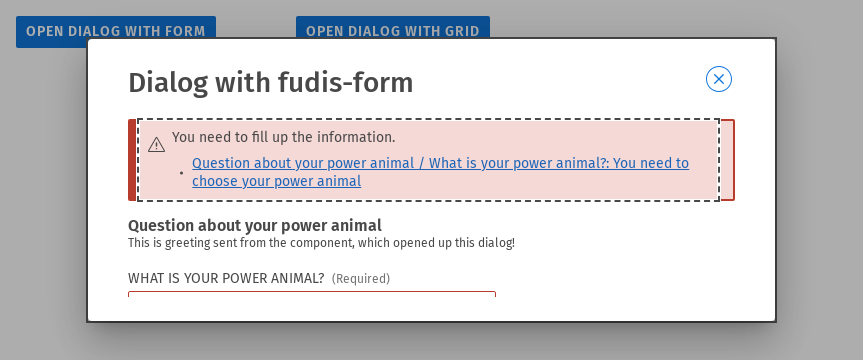 OPEN DIALOG WITH FORM
OPEN DIALOG WITH GRID
Dialog with fudis-form
You need to fill up the information.
Question about your power animal / What is your power animal?: You need to
choose your power animal
Question about your power animal
This is greeting sent from the component, which opened up this dialog!
WHAT IS YOUR POWER ANIMAL? (Required)